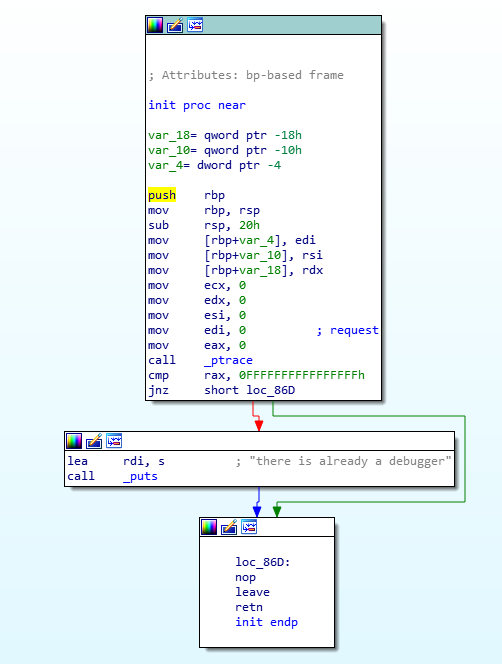 ; Attributes: bp-based frame
init proc near
var_18= qword ptr -18h
var_10= qword ptr -10h
var_4= dword ptr -4
push rbp
mov rbp, rsp
sub rsp, 20h
mov [rbp+var_4], edi
mov [rbp+var_10], rsi
mov [rbp+var_18], rdx
mov ecx, 0
mov edx, 0
mov esi, 0
mov edi, 0 ; request
mov eax, 0
call _ptrace
cmp rax, 0FFFFFFFFFFFFFFFFh
jnz short loc_86D
lea rdi, s ; "there is already a debugger"
call _puts
loc_86D:
nop
leave
retn
init endp